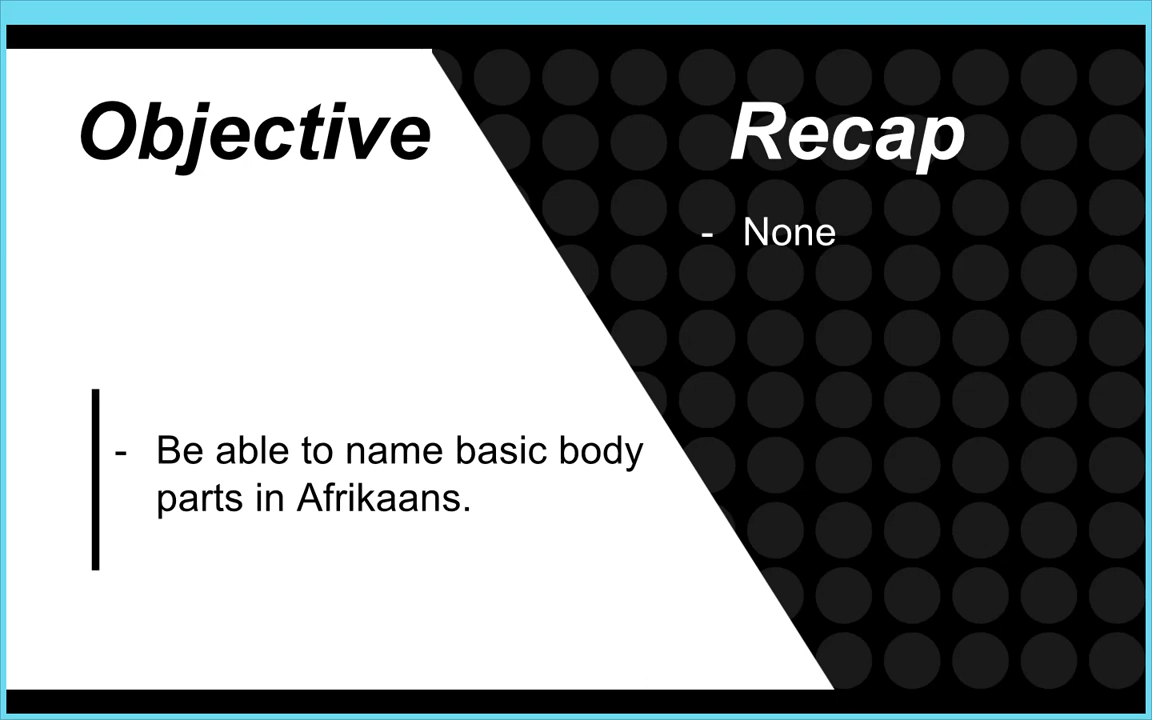 Objective
- Be able to name basic body
parts in Afrikaans.
Recap
- None